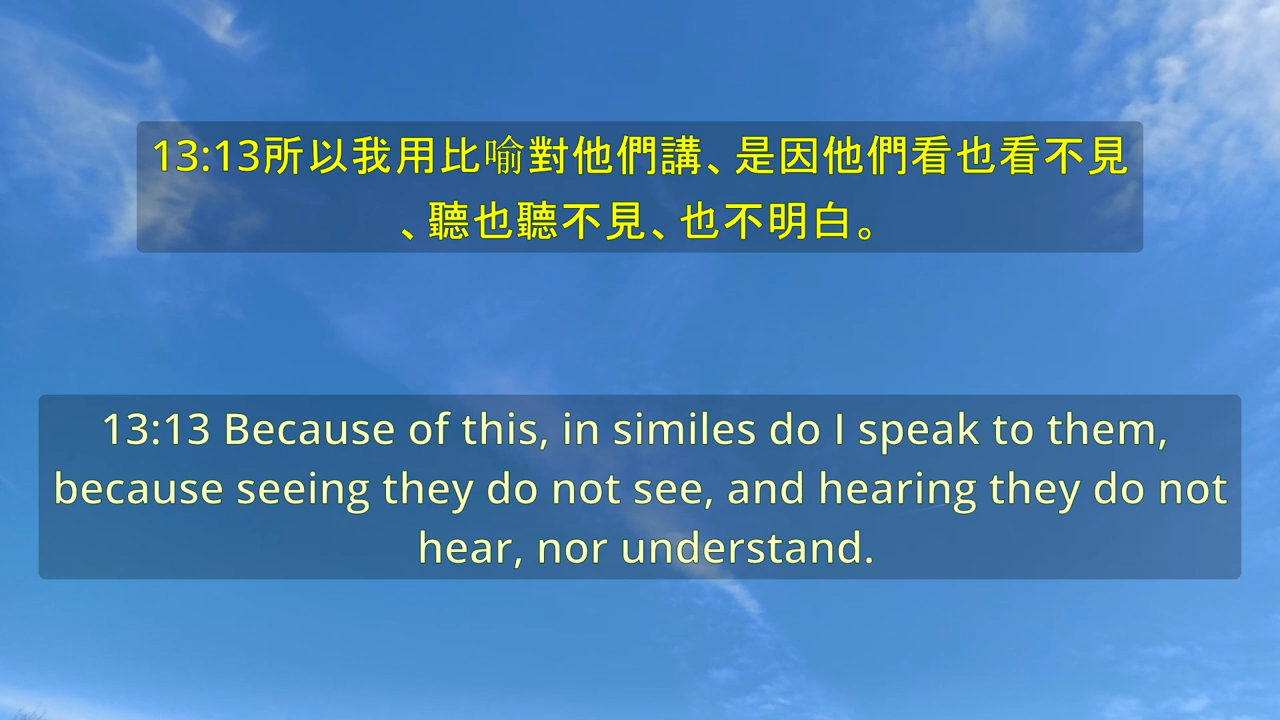 13:13所以我用比喻對他們講、是因他們看也看不見
、聽也聽不見、也不明白。
13:13 Because of this, in similes do I speak to them,
because seeing they do not see, and hearing they do not
hear, nor understand.